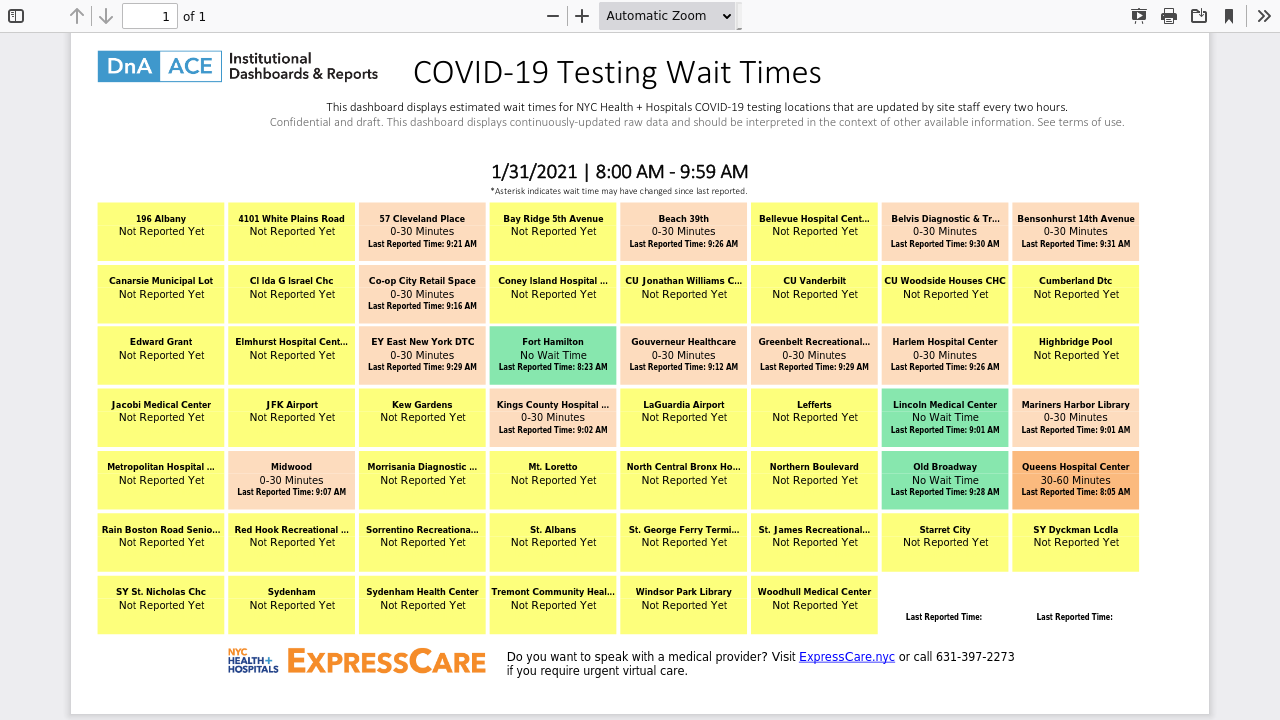 1 of 1 Automatic Zoom
DnA ACE Institutional
Dashboards & Reports
COVID-19 Testing Wait Times
This dashboard displays estimated wait times for NYC Health + Hospitals COVID-19 testing locations that are updated by site staff every two hours.
Confidential and draft. This dashboard displays continuously-updated raw data and should be interpreted in the context of other available information. See terms of use.
1/31/2021 | 8:00 AM - 9:59 AM
*Asterisk indicates wait time may have changed since last reported.
196 Albany
Not Reported Yet
4101 White Plains Road
Not Reported Yet
57 Cleveland Place
0-30 Minutes
Last Reported Time: 9:21 AM
Bay Ridge 5th Avenue
Not Reported Yet
Beach 39th
0-30 Minutes
Last Reported Time: 9:26 AM
Bellevue Hospital Cent...
Not Reported Yet
Belvis Diagnostic & Tr...
0-30 Minutes
Last Reported Time: 9:30 AM
Bensonhurst 14th Avenue
0-30 Minutes
Last Reported Time: 9:31 AM
Canarsie Municipal Lot
Not Reported Yet
CI Ida G Israel Chc
Not Reported Yet
Co-op City Retail Space
0-30 Minutes
Last Reported Time: 9:16 AM
Coney Island Hospital ...
Not Reported Yet
CU Jonathan Williams C...
Not Reported Yet
CU Vanderbilt
Not Reported Yet
CU Woodside Houses CHC
Not Reported Yet
Cumberland Dtc
Not Reported Yet
Edward Grant
Not Reported Yet
Elmhurst Hospital Cent...
Not Reported Yet
EY East New York DTC
0-30 Minutes
Last Reported Time: 9:29 AM
Fort Hamilton
No Wait Time
Last Reported Time: 8:23 AM
Gouverneur Healthcare
0-30 Minutes
Last Reported Time: 9:12 AM
Greenbelt Recreational...
0-30 Minutes
Last Reported Time: 9:29 AM
Harlem Hospital Center
0-30 Minutes
Last Reported Time: 9:26 AM
Highbridge Pool
Not Reported Yet
Jacobi Medical Center
Not Reported Yet
JFK Airport
Not Reported Yet
Kew Gardens
Not Reported Yet
Kings County Hospital ...
0-30 Minutes
Last Reported Time: 9:02 AM
LaGuardia Airport
Not Reported Yet
Lefferts
Not Reported Yet
Lincoln Medical Center
No Wait Time
Last Reported Time: 9:01 AM
Mariners Harbor Library
0-30 Minutes
Last Reported Time: 9:01 AM
Metropolitan Hospital ...
Not Reported Yet
Midwood
0-30 Minutes
Last Reported Time: 9:07 AM
Morrisania Diagnostic ...
Not Reported Yet
Mt. Loretto
Not Reported Yet
North Central Bronx Ho...
Not Reported Yet
Northern Boulevard
Not Reported Yet
Old Broadway
No Wait Time
Last Reported Time: 9:28 AM
Queens Hospital Center
30-60 Minutes
Last Reported Time: 8:05 AM
Rain Boston Road Senio...
Not Reported Yet
Red Hook Recreational ...
Not Reported Yet
Sorrentino Recreationa...
Not Reported Yet
St. Albans
Not Reported Yet
St. George Ferry Termi...
Not Reported Yet
St. James Recreational...
Not Reported Yet
Starret City
Not Reported Yet
SY Dyckman Lcdla
Not Reported Yet
SY St. Nicholas Chc
Not Reported Yet
Sydenham
Not Reported Yet
Sydenham Health Center
Not Reported Yet
Tremont Community Heal...
Not Reported Yet
Windsor Park Library
Not Reported Yet
Woodhull Medical Center
Not Reported Yet
Last Reported Time:
Last Reported Time:
NYC
HEALTH+
HOSPITALS
EXPRESSCARE
Do you want to speak with a medical provider? Visit ExpressCare.nyc or call 631-397-2273
if you require urgent virtual care.